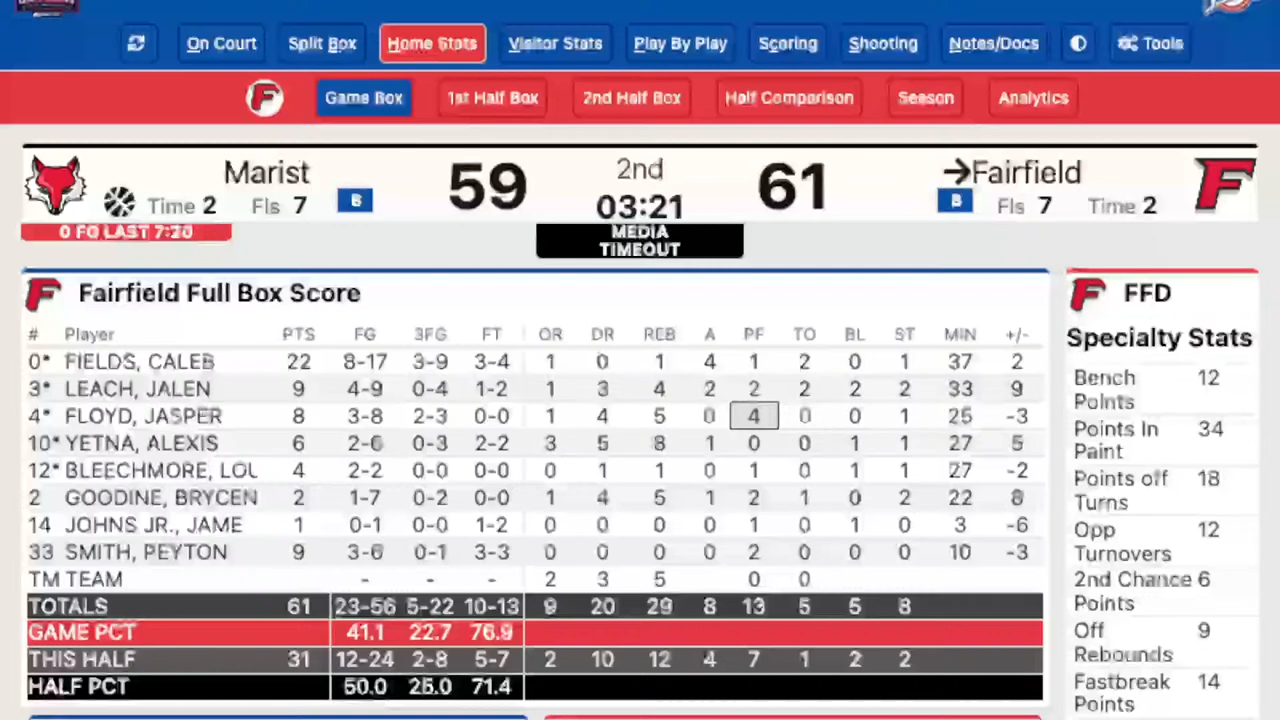 On Court Split Box Home Stats Visitor Stats Play By Play Scoring Shooting Notes/Docs Tools
F Game Box 1st Half Box 2nd Half Box Half Comparison Season Analytics
Marist 59 2nd 61 →Fairfield F
Time 2 Fls 7 B 03:21 B Fls 7 Time 2
0 FG LAST 7:20 MEDIA
TIMEOUT
F Fairfield Full Box Score
# Player PTS FG 3FG FT OR DR REB A PF TO BL ST MIN +/-
0* FIELDS, CALEB 22 8-17 3-9 3-4 1 0 1 4 1 2 0 1 37 2
3* LEACH, JALEN 9 4-9 0-4 1-2 1 3 4 2 2 2 2 2 33 9
4* FLOYD, JASPER 8 3-8 2-3 0-0 1 4 5 0 4 0 0 1 25 -3
10* YETNA, ALEXIS 6 2-6 0-3 2-2 3 5 8 1 0 0 1 1 27 5
12* BLEECHMORE, LOU 4 2-2 0-0 0-0 0 1 1 0 1 0 1 1 27 -2
2 GOODINE, BRYCEN 2 1-7 0-2 0-0 1 4 5 1 2 1 0 2 22 8
14 JOHNS JR., JAME 1 0-1 0-0 1-2 0 0 0 0 1 0 1 0 3 -6
33 SMITH, PEYTON 9 3-6 0-1 3-3 0 0 0 0 2 0 0 0 10 -3
TM TEAM - - - 2 3 5 0 0
TOTALS 61 23-56 5-22 10-13 9 20 29 8 13 5 5 8
GAME PCT 41.1 22.7 76.9
THIS HALF 31 12-24 2-8 5-7 2 10 12 4 7 1 2 2
HALF PCT 50.0 25.0 71.4
F FFD
Specialty Stats
Bench 12
Points
Points In 34
Paint
Points off 18
Turns
Opp 12
Turnovers
2nd Chance 6
Points
Off 9
Rebounds
Fastbreak 14
Points